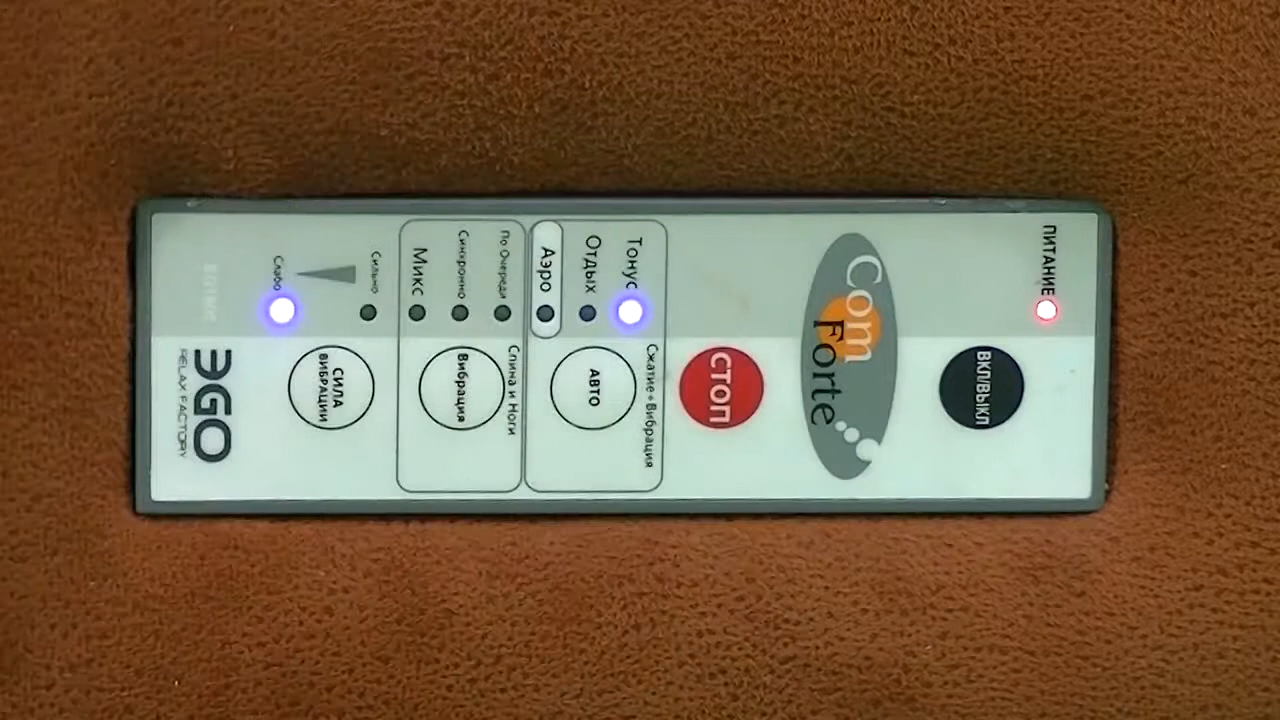 ПИТАНИЕ
ВКЛ/ВЫКЛ
Com
Forte
СТОП
Сжатие+Вибрация
Тонус
Отдых
Аэро
АВТО
Спина и Ноги
По Очереди
Синхронно
Микс
Вибрация
Сильно
Слабо
СИЛА
ВИБРАЦИИ
EGO
RELAX FACTORY